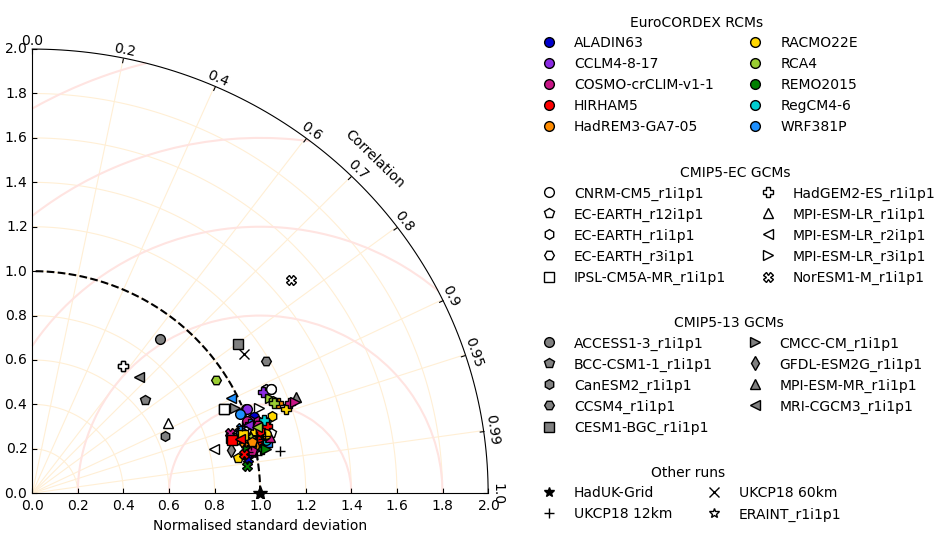 0.0
0.2
0.4
0.6
0.7
0.8
0.9
0.95
0.99
1.0
Correlation
2.0
1.8
1.6
1.4
1.2
1.0
0.8
0.6
0.4
0.2
0.0
0.0 0.2 0.4 0.6 0.8 1.0 1.2 1.4 1.6 1.8 2.0
Normalised standard deviation
EuroCORDEX RCMs
ALADIN63 RACMO22E
CCLM4-8-17 RCA4
COSMO-crCLIM-v1-1 REMO2015
HIRHAM5 RegCM4-6
HadREM3-GA7-05 WRF381P
CMIP5-EC GCMs
CNRM-CM5_r1i1p1 HadGEM2-ES_r1i1p1
EC-EARTH_r12i1p1 MPI-ESM-LR_r1i1p1
EC-EARTH_r1i1p1 MPI-ESM-LR_r2i1p1
EC-EARTH_r3i1p1 MPI-ESM-LR_r3i1p1
IPSL-CM5A-MR_r1i1p1 NorESM1-M_r1i1p1
CMIP5-13 GCMs
ACCESS1-3_r1i1p1 CMCC-CM_r1i1p1
BCC-CSM1-1_r1i1p1 GFDL-ESM2G_r1i1p1
CanESM2_r1i1p1 MPI-ESM-MR_r1i1p1
CCSM4_r1i1p1 MRI-CGCM3_r1i1p1
CESM1-BGC_r1i1p1
Other runs
HadUK-Grid UKCP18 60km
UKCP18 12km ERAINT_r1i1p1